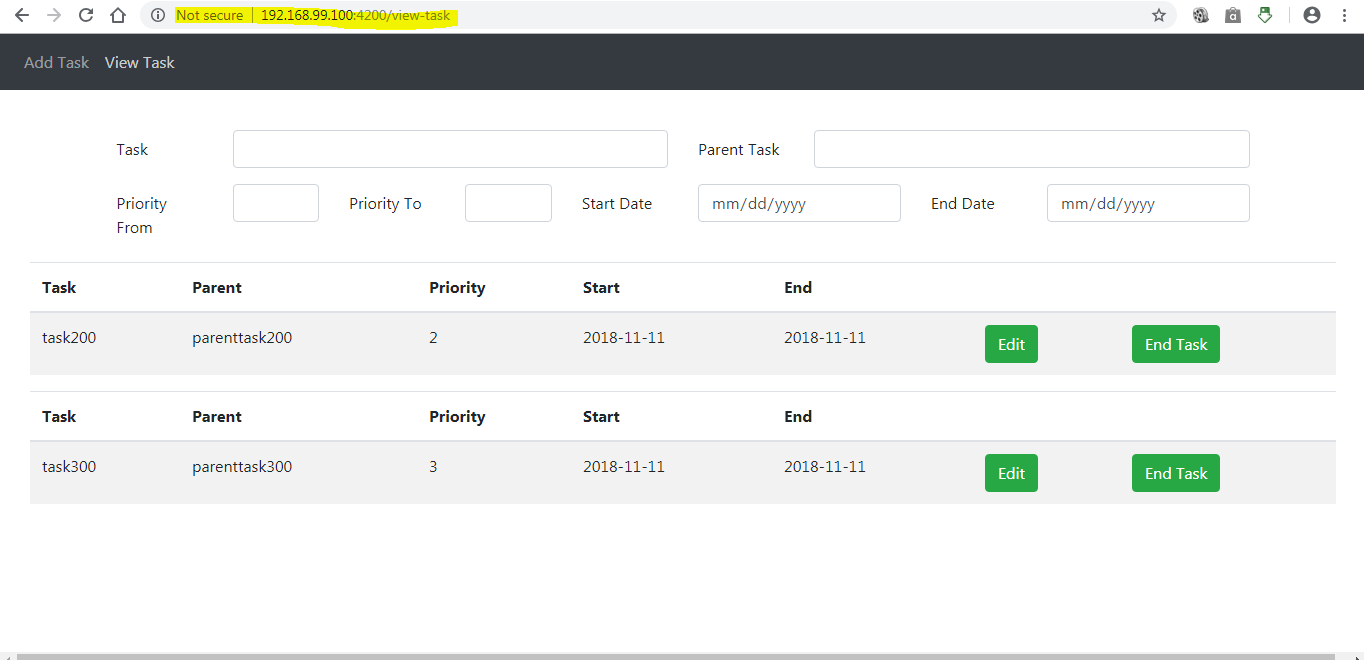 Not secure | 192.168.99.100:4200/view-task
Add Task View Task
Task Parent Task
Priority From Priority To Start Date mm/dd/yyyy End Date mm/dd/yyyy
Task Parent Priority Start End
task200 parenttask200 2 2018-11-11 2018-11-11 Edit End Task
Task Parent Priority Start End
task300 parenttask300 3 2018-11-11 2018-11-11 Edit End Task